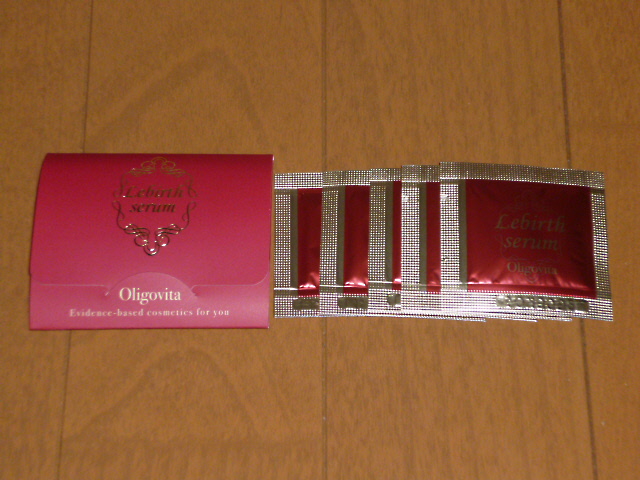 Lebirth
serum
Oligovita
Evidence-based cosmetics for you
Lebirth
serum
Oligovita